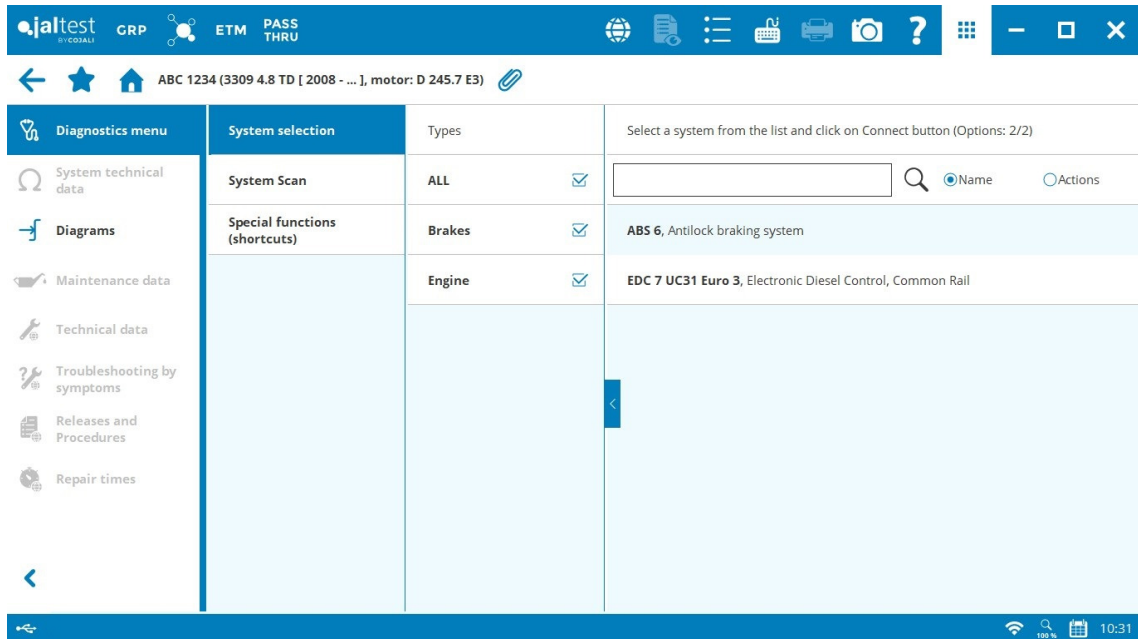 jaltest
BY COJALI
GRP
ETM
PASS
THRU
?
ABC 1234 (3309 4.8 TD [ 2008 - ... ], motor: D 245.7 E3)
Diagnostics menu
System selection
Types
Select a system from the list and click on Connect button (Options: 2/2)
System technical
data
System Scan
ALL
Name
Actions
Diagrams
Special functions
(shortcuts)
Brakes
ABS 6, Antilock braking system
Maintenance data
Engine
EDC 7 UC31 Euro 3, Electronic Diesel Control, Common Rail
Technical data
Troubleshooting by
symptoms
Releases and
Procedures
Repair times
100 %
10:31